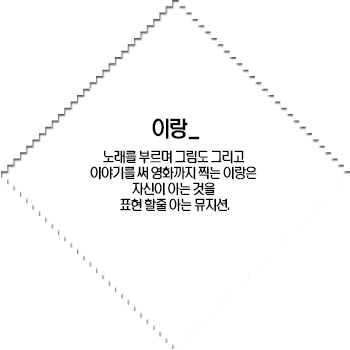 이랑_
노래를 부르며 그림도 그리고
이야기를 써 영화까지 찍는 이랑은
자신이 아는 것을
표현 할줄 아는 뮤지션.